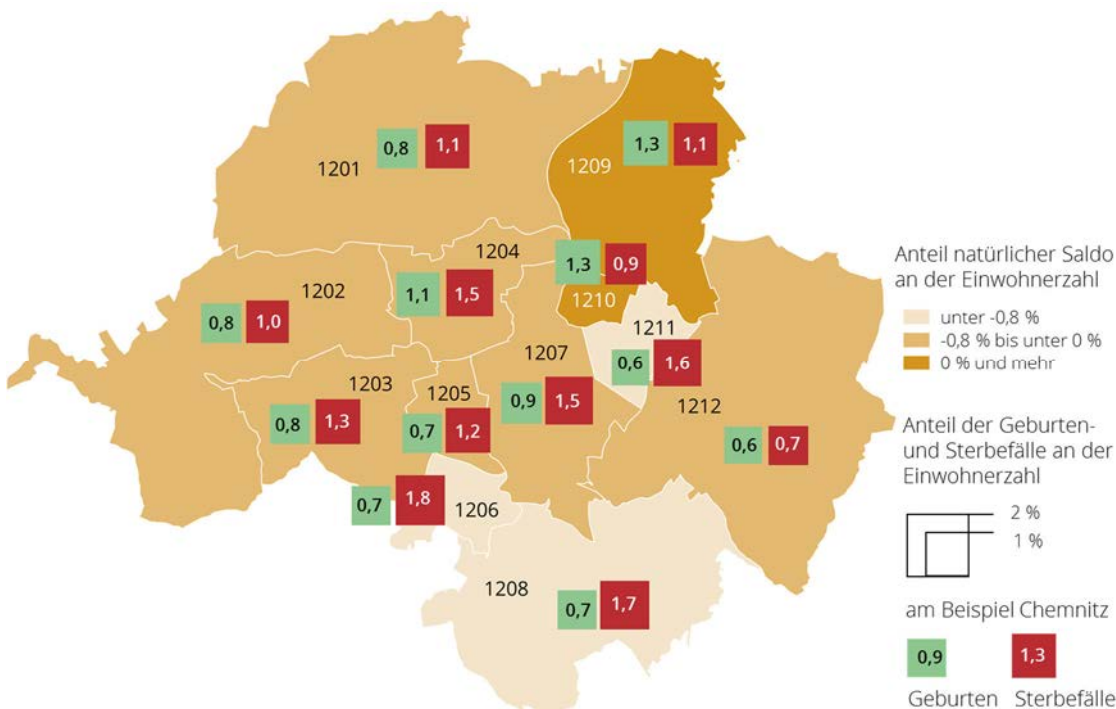 0,8 1,1
1201
1,3 1,1
1209
1204
1,3 0,9
1202
1,1 1,5
1210
0,8 1,0
1211
1207
0,6 1,6
1203
1205
0,9 1,5
1212
0,8 1,3
0,7 1,2
0,6 0,7
0,7 1,8
1206
1208
0,7 1,7
Anteil natürlicher Saldo
an der Einwohnerzahl
unter -0,8 %
-0,8 % bis unter 0 %
0 % und mehr
Anteil der Geburten-
und Sterbefälle an der
Einwohnerzahl
2 %
1 %
am Beispiel Chemnitz
0,9 1,3
Geburten Sterbefälle